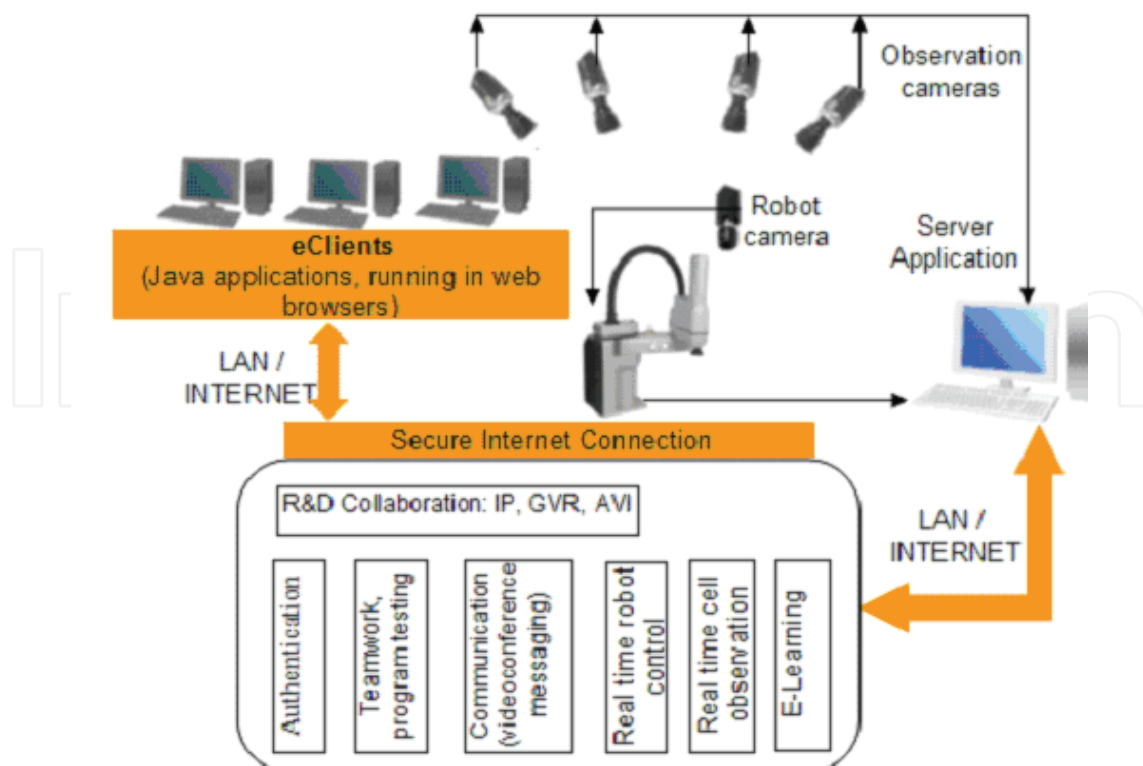 Observation
cameras
Robot
camera
Server
Application
eClients
(Java applications, running in web
browsers)
LAN /
INTERNET
Secure Internet Connection
R&D Collaboration: IP, GVR, AVI
LAN /
INTERNET
Authentication
Teamwork,
program testing
Communication
(videoconference
messaging)
Real time robot
control
Real time cell
observation
E-Learning